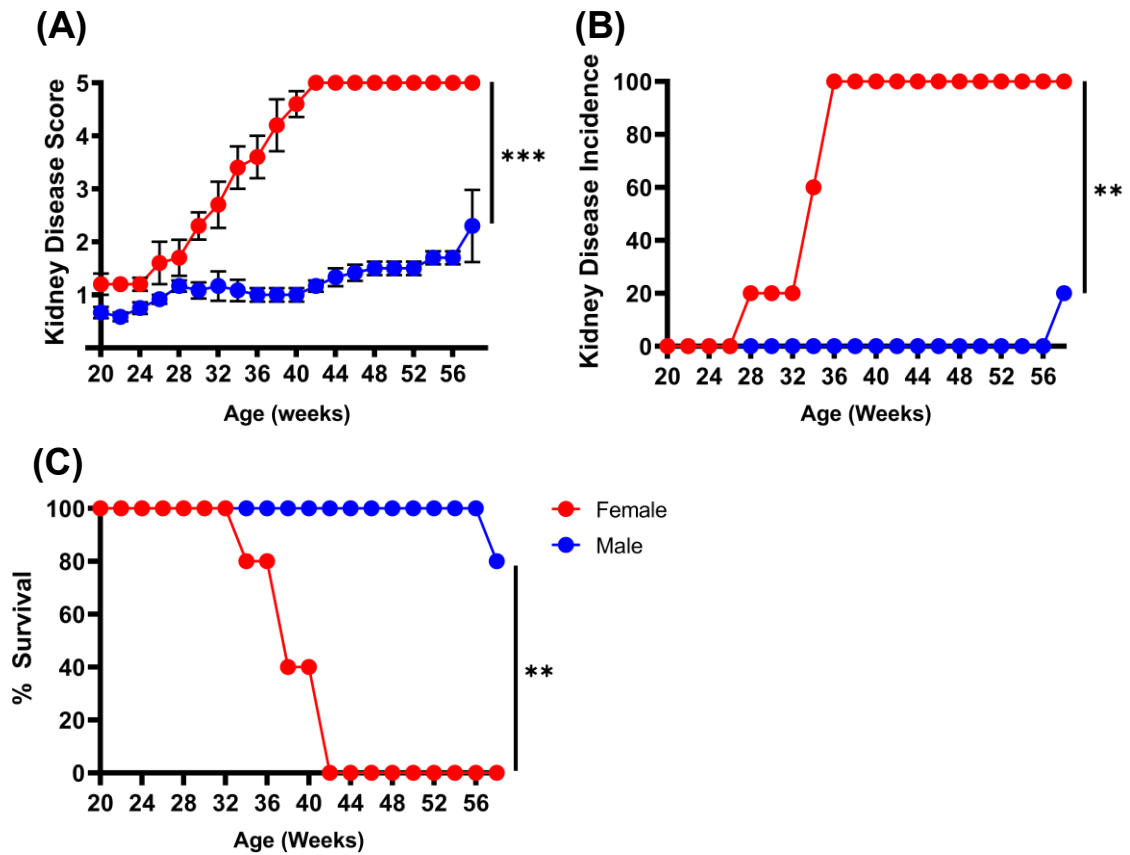 (A)
Kidney Disease Score
5
4
3
2
1
20 24 28 32 36 40 44 48 52 56
Age (weeks)
***
(B)
Kidney Disease Incidence
100
80
60
40
20
0
20 24 28 32 36 40 44 48 52 56
Age (Weeks)
**
(C)
% Survival
100
80
60
40
20
0
20 24 28 32 36 40 44 48 52 56
Age (Weeks)
**
Female
Male